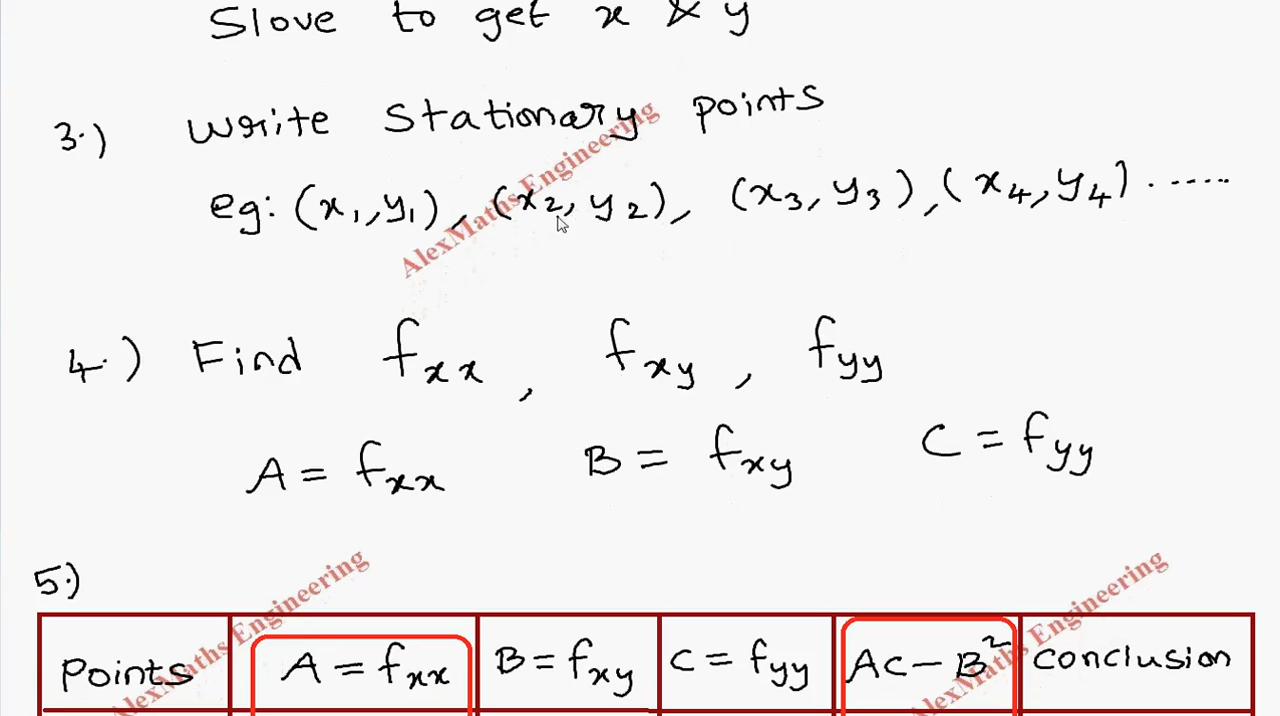 Slove to get x & y
3.) Write Stationary points
eg: (x₁,y₁), (x₂,y₂), (x₃,y₃),(x₄,y₄)......
AlexMaths Engineering
4.) Find fₓₓ, fₓy, fyy
A = fₓₓ B = fₓy C = fyy
5.)
AlexMaths Engineering
AlexMaths Engineering
Points A = fₓₓ B = fₓy C = fyy AC – B² Conclusion